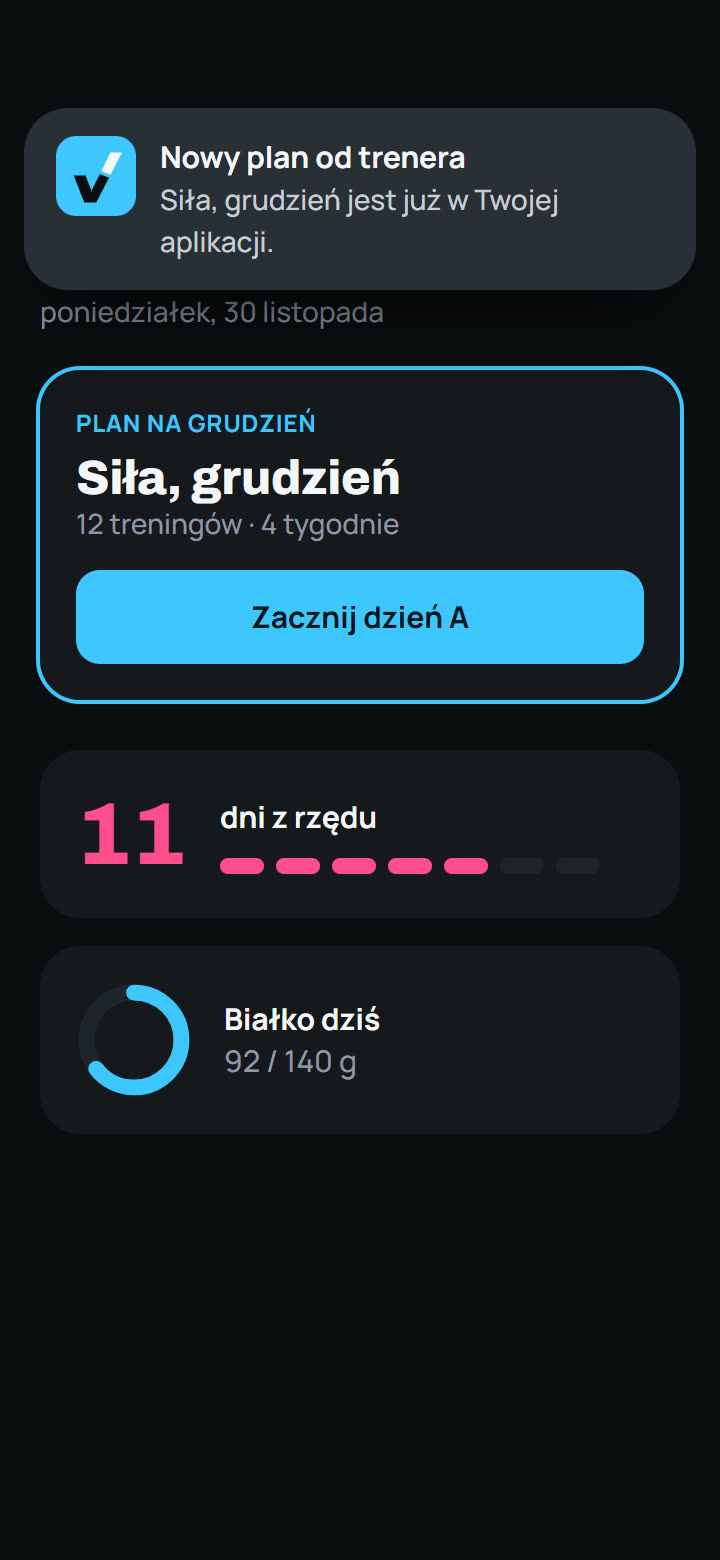 Nowy plan od trenera
Siła, grudzień jest już w Twojej
aplikacji.
poniedziałek, 30 listopada
PLAN NA GRUDZIEŃ
Siła, grudzień
12 treningów · 4 tygodnie
Zacznij dzień A
11
dni z rzędu
Białko dziś
92 / 140 g